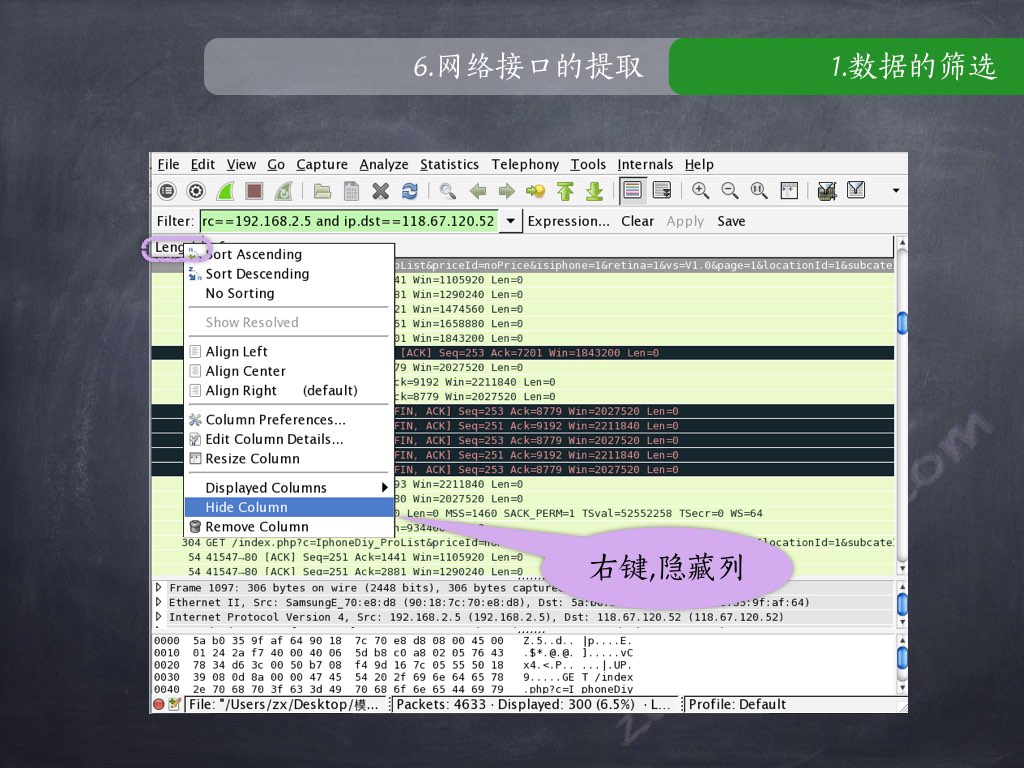 6.网络接口的提取
1.数据的筛选
File Edit View Go Capture Analyze Statistics Telephony Tools Internals Help
Filter: rc==192.168.2.5 and ip.dst==118.67.120.52 Expression... Clear Apply Save
Leng
Sort Ascending
Sort Descending
No Sorting
Show Resolved
Align Left
Align Center
Align Right (default)
Column Preferences...
Edit Column Details...
Resize Column
Displayed Columns
Hide Column
Remove Column
oList&priceId=noPrice&isiphone=1&retina=1&vs=V1.0&page=1&locationId=1&subcate
41 Win=1105920 Len=0
81 Win=1290240 Len=0
21 Win=1474560 Len=0
61 Win=1658880 Len=0
01 Win=1843200 Len=0
[ACK] Seq=253 Ack=7201 Win=1843200 Len=0
79 Win=2027520 Len=0
ck=9192 Win=2211840 Len=0
ck=8779 Win=2027520 Len=0
FIN, ACK] Seq=253 Ack=8779 Win=2027520 Len=0
FIN, ACK] Seq=251 Ack=9192 Win=2211840 Len=0
FIN, ACK] Seq=253 Ack=8779 Win=2027520 Len=0
FIN, ACK] Seq=251 Ack=9192 Win=2211840 Len=0
FIN, ACK] Seq=253 Ack=8779 Win=2027520 Len=0
93 Win=2211840 Len=0
80 Win=2027520 Len=0
0 Len=0 MSS=1460 SACK_PERM=1 TSval=52552258 TSecr=0 WS=64
n=93440
304 GET /index.php?c=IphoneDiy_ProList&priceId=no locationId=1&subcate
54 41547→80 [ACK] Seq=251 Ack=1441 Win=1105920 Len=0
54 41547→80 [ACK] Seq=251 Ack=2881 Win=1290240 Len=0
右键,隐藏列
Frame 1097: 306 bytes on wire (2448 bits), 306 bytes capture
Ethernet II, Src: SamsungE_70:e8:d8 (90:18:7c:70:e8:d8), Dst: 5a:b0: :9f:af:64)
Internet Protocol Version 4, Src: 192.168.2.5 (192.168.2.5), Dst: 118.67.120.52 (118.67.120.52)
0000 5a b0 35 9f af 64 90 18 7c 70 e8 d8 08 00 45 00 Z.5..d.. |p....E.
0010 01 24 2a f7 40 00 40 06 5d b8 c0 a8 02 05 76 43 .$*.@.@. ].....vC
0020 78 34 d6 3c 00 50 b7 08 f4 9d 16 7c 05 55 50 18 x4.<.P.. ...|.UP.
0030 39 08 0d 8a 00 00 47 45 54 20 2f 69 6e 64 65 78 9.....GE T /index
0040 2e 70 68 70 3f 63 3d 49 70 68 6f 6e 65 44 69 79 .php?c=I phoneDiy
File: "/Users/zx/Desktop/模... Packets: 4633 · Displayed: 300 (6.5%) · L... Profile: Default